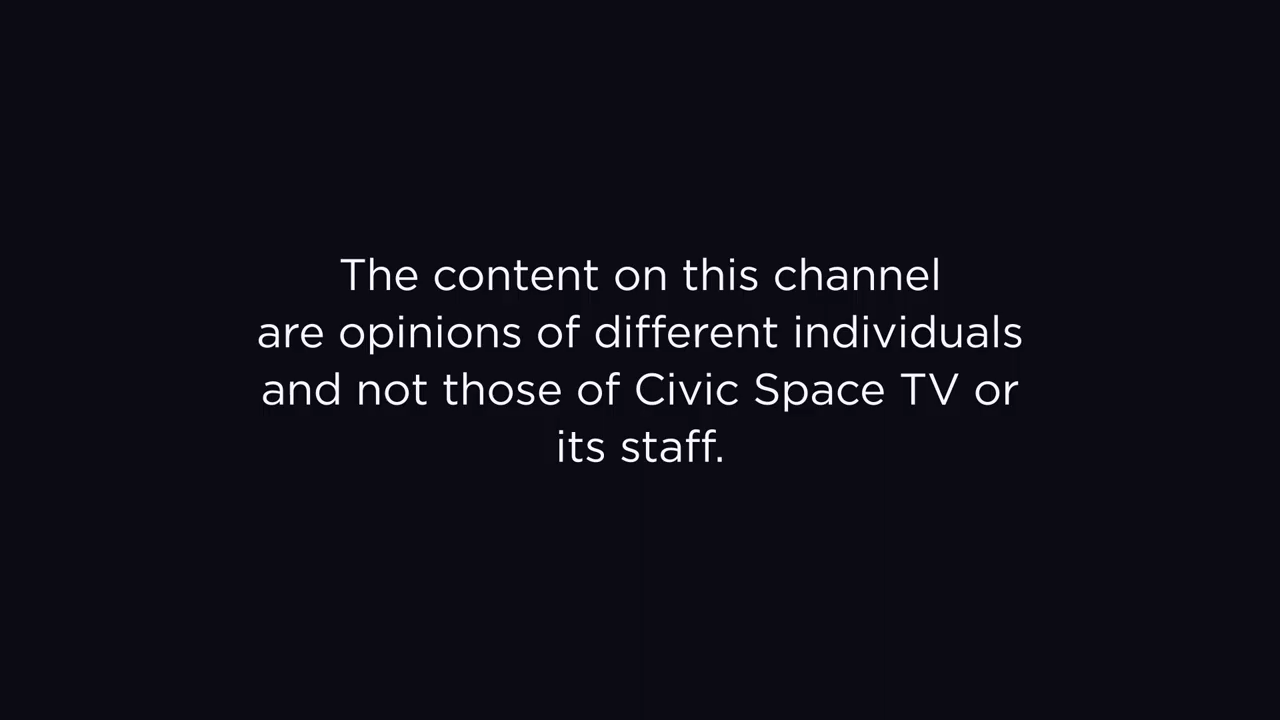 The content on this channel
are opinions of different individuals
and not those of Civic Space TV or
its staff.